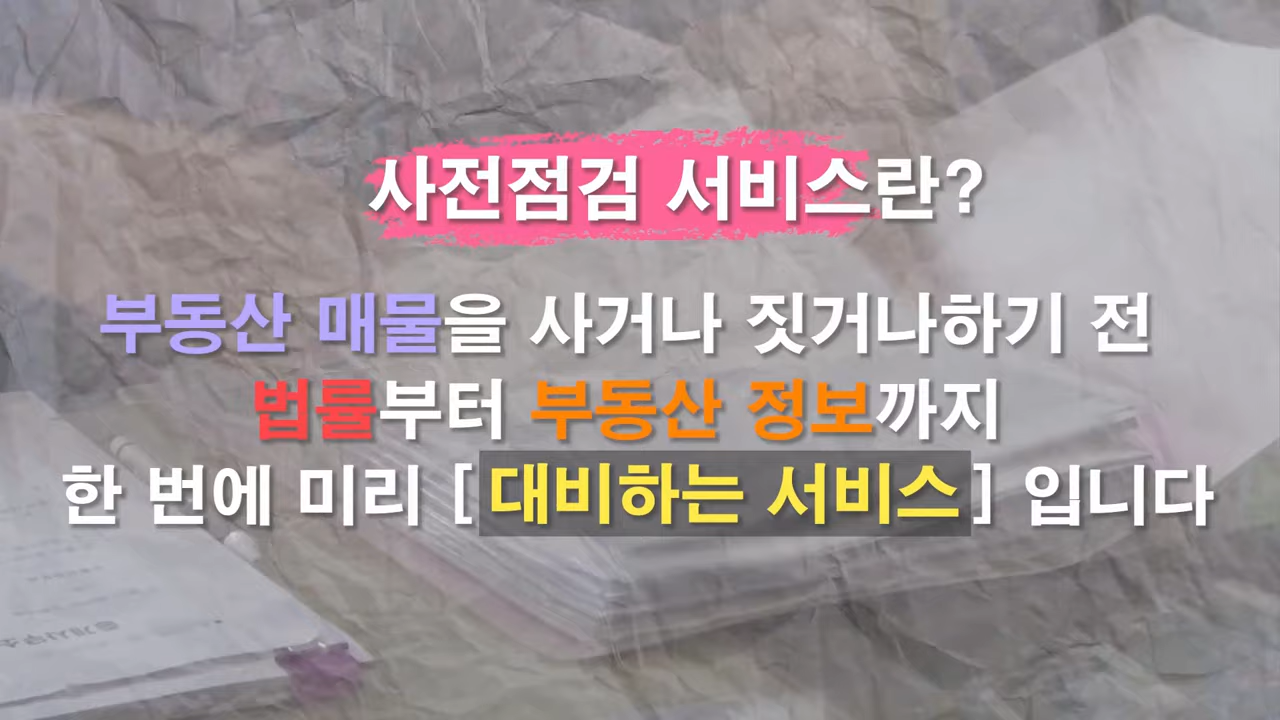 사전점검 서비스란?
부동산 매물을 사거나 짓거나하기 전
법률부터 부동산 정보까지
한 번에 미리 [대비하는 서비스] 입니다